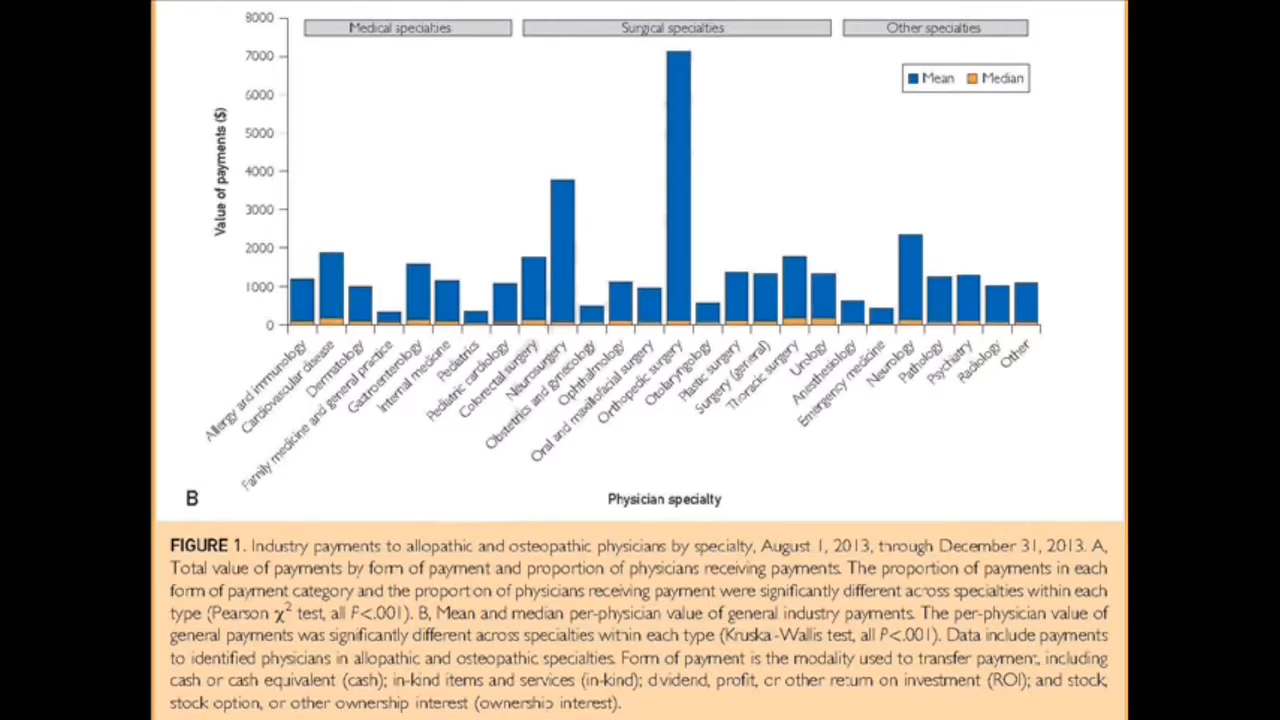 8000
7000
6000
5000
4000
3000
2000
1000
0
Value of payments ($)
Medical specialties
Surgical specialties
Other specialties
Mean
Median
Allergy and immunology
Cardiovascular disease
Dermatology
Family medicine and general practice
Gastroenterology
Internal medicine
Pediatrics
Pediatric cardiology
Colorectal surgery
Neurosurgery
Obstetrics and gynecology
Ophthalmology
Oral and maxillofacial surgery
Orthopedic surgery
Otolaryngology
Plastic surgery
Surgery (general)
Thoracic surgery
Urology
Anesthesiology
Emergency medicine
Neurology
Pathology
Psychiatry
Radiology
Other
B
Physician specialty
FIGURE 1. Industry payments to allopathic and osteopathic physicians by specialty, August 1, 2013, through December 31, 2013. A,
Total value of payments by form of payment and proportion of physicians receiving payments. The proportion of payments in each
form of payment category and the proportion of physicians receiving payment were significantly different across specialties within each
type (Pearson χ² test, all P<.001). B, Mean and median per-physician value of general industry payments. The per-physician value of
general payments was significantly different across specialties within each type (Kruskal-Wallis test, all P<.001). Data include payments
to identified physicians in allopathic and osteopathic specialties. Form of payment is the modality used to transfer payment, including
cash or cash equivalent (cash); in-kind items and services (in-kind); dividend, profit, or other return on investment (ROI); and stock,
stock option, or other ownership interest (ownership interest).